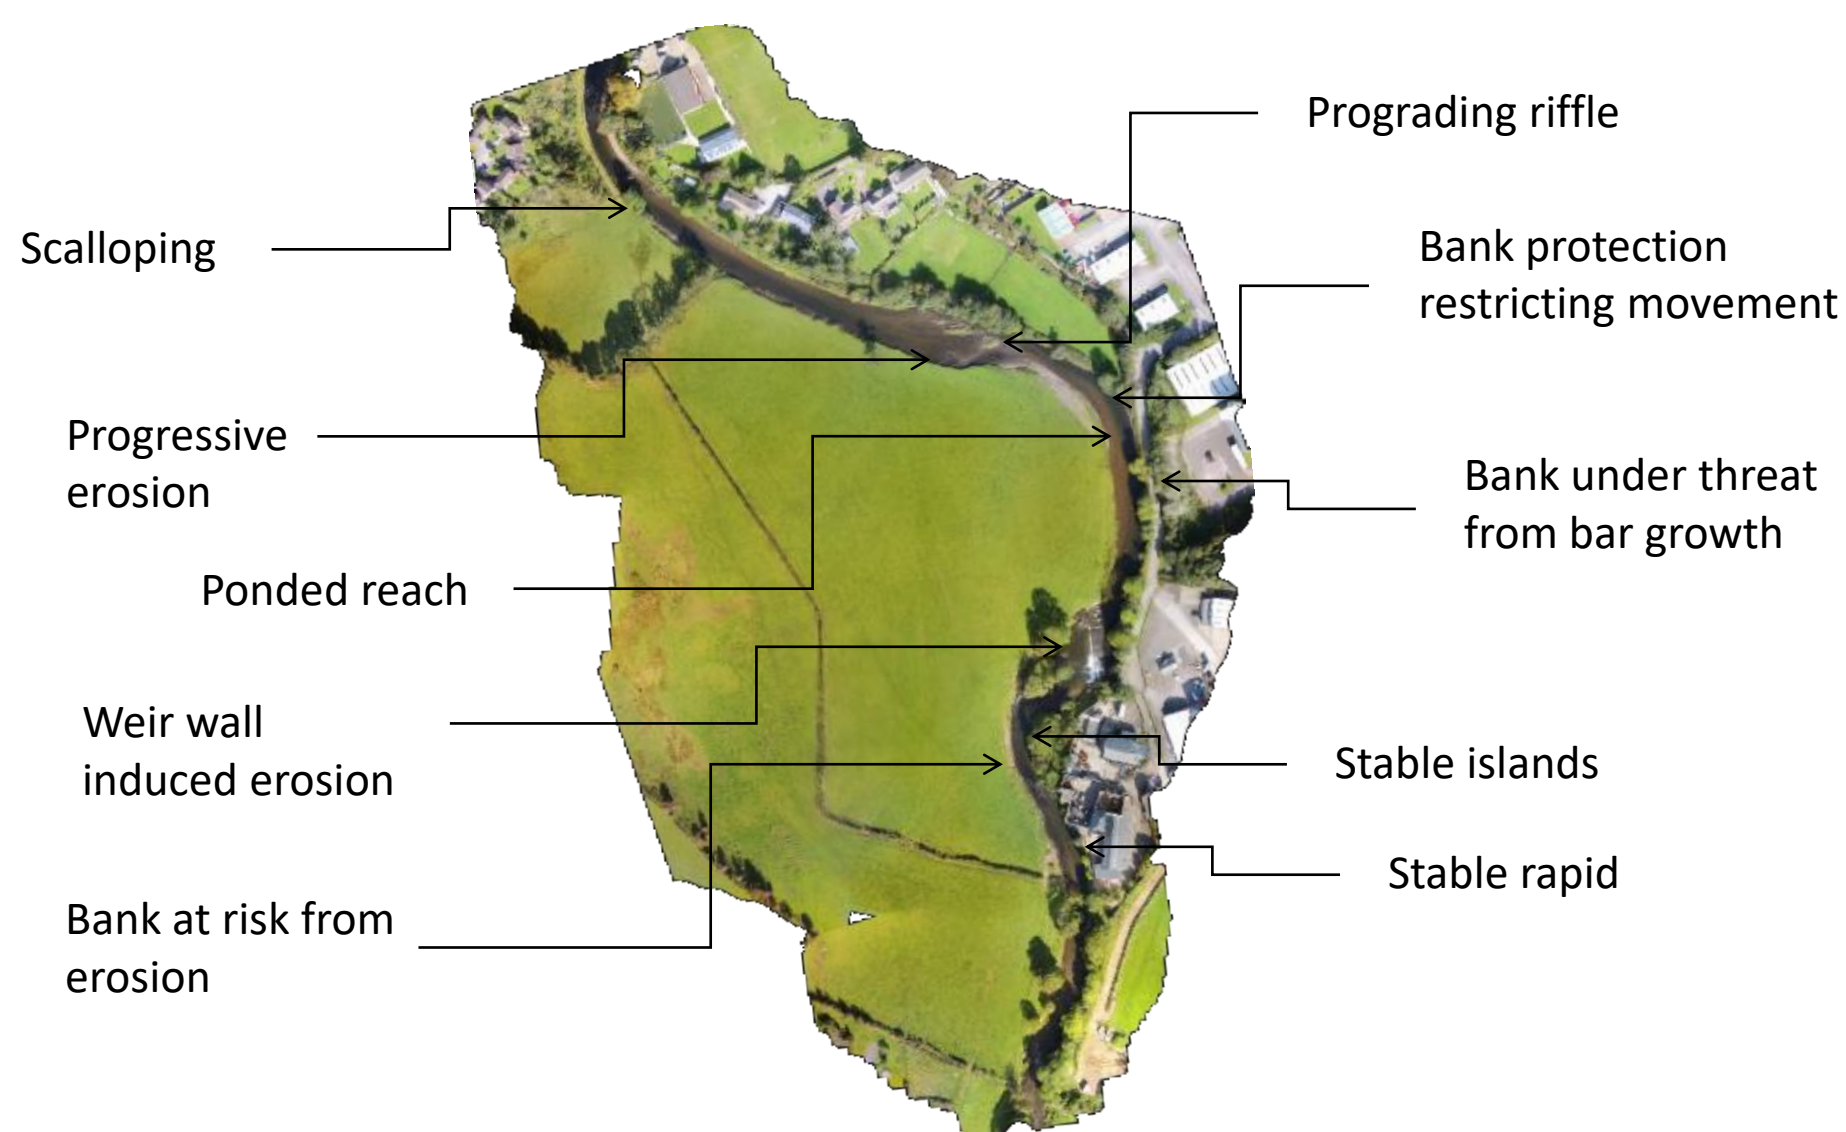 Prograding riffle
Scalloping
Bank protection
restricting movement
Progressive
erosion
Bank under threat
from bar growth
Ponded reach
Weir wall
induced erosion
Stable islands
Stable rapid
Bank at risk from
erosion